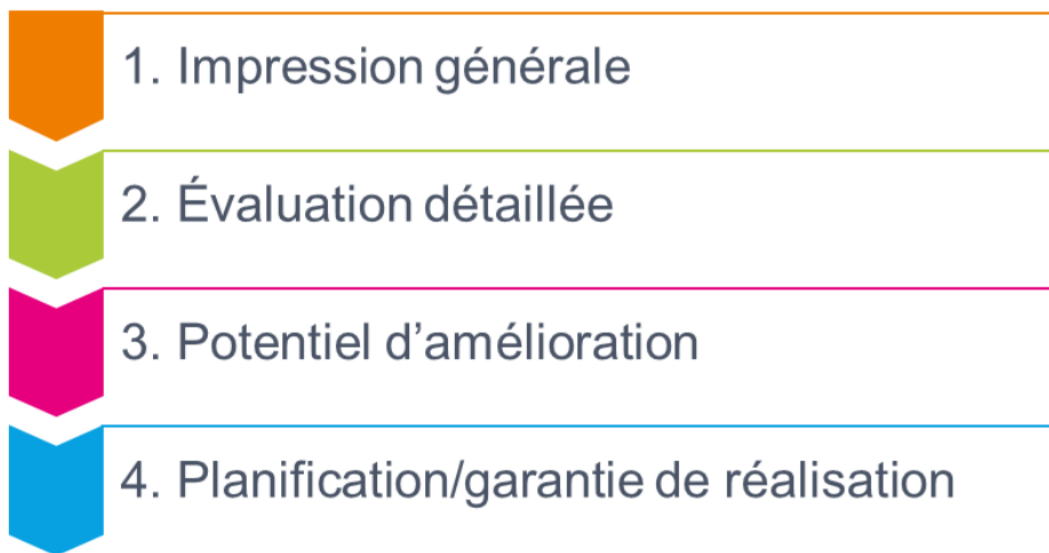 1. Impression générale
2. Évaluation détaillée
3. Potentiel d’amélioration
4. Planification/garantie de réalisation